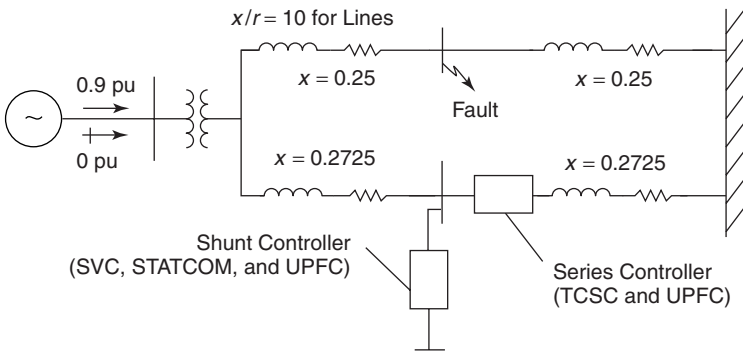 x/r = 10 for Lines
x = 0.25
x = 0.25
Fault
0.9 pu
~
0 pu
x = 0.2725
x = 0.2725
Shunt Controller
(SVC, STATCOM, and UPFC)
Series Controller
(TCSC and UPFC)